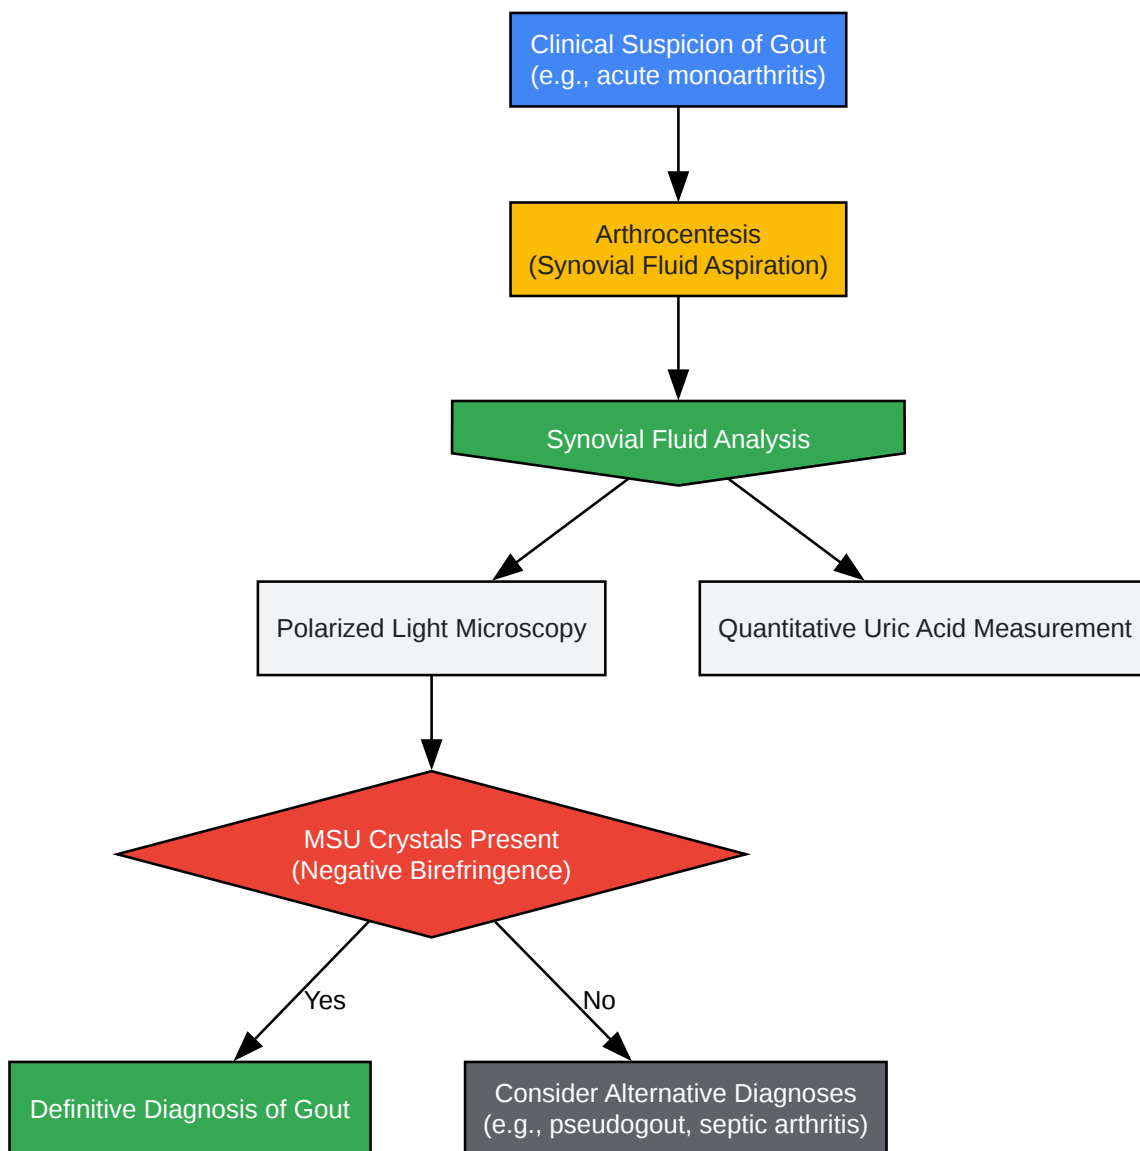 Clinical Suspicion of Gout
(e.g., acute monoarthritis)
Arthrocentesis
(Synovial Fluid Aspiration)
Synovial Fluid Analysis
Polarized Light Microscopy
Quantitative Uric Acid Measurement
MSU Crystals Present
(Negative Birefringence)
Yes
No
Definitive Diagnosis of Gout
Consider Alternative Diagnoses
(e.g., pseudogout, septic arthritis)